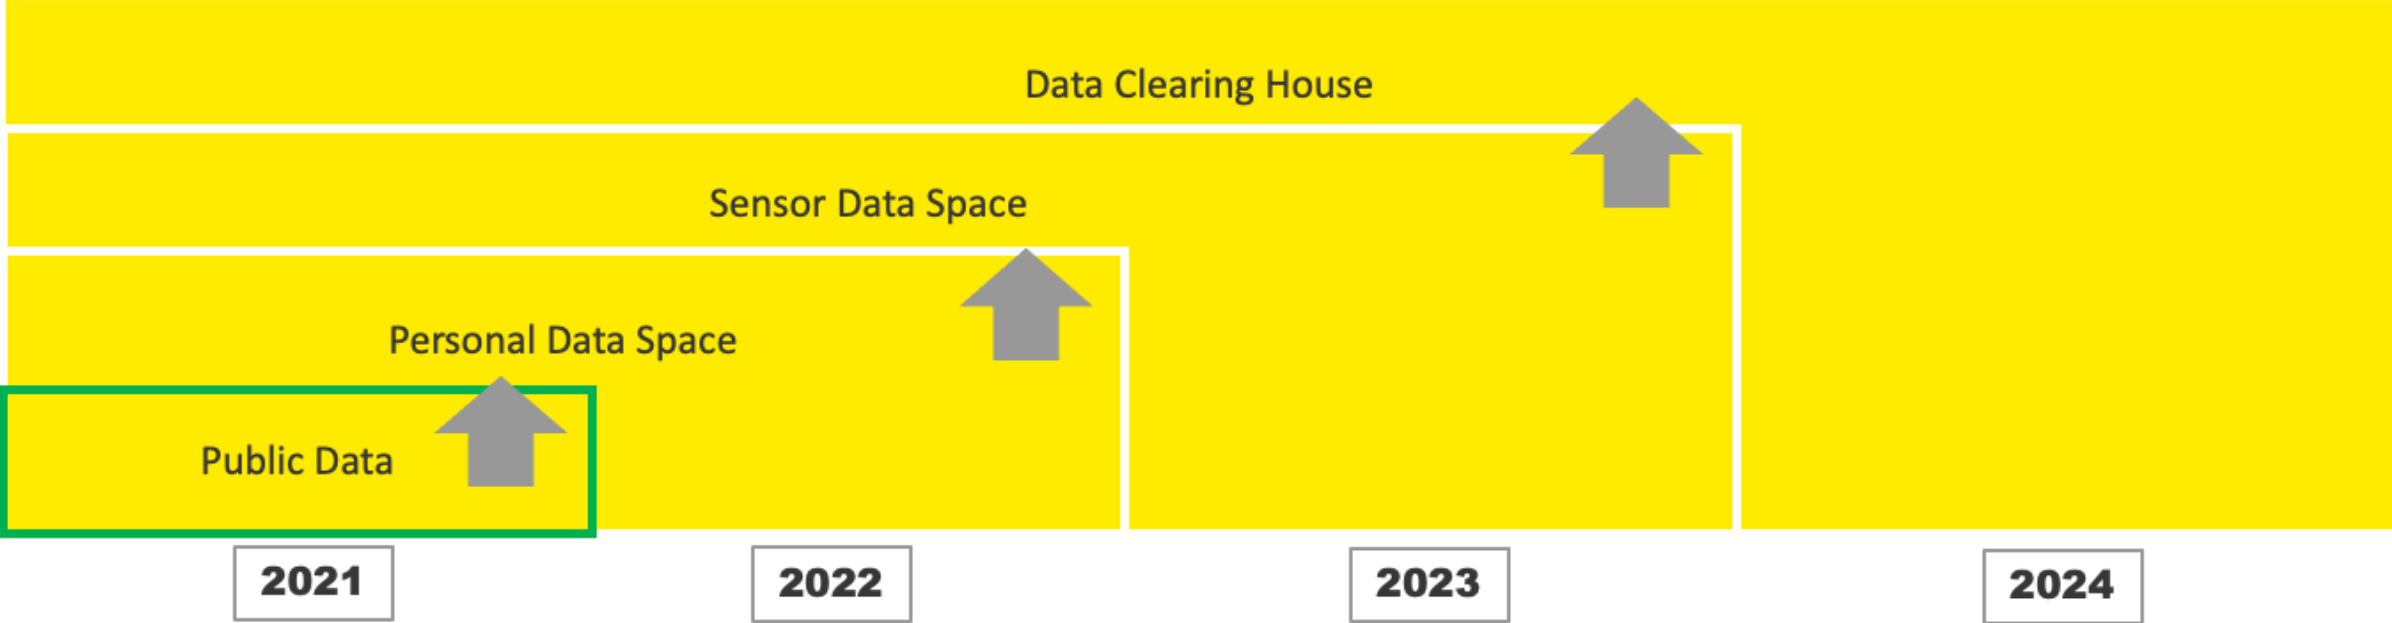 Data Clearing House
Sensor Data Space
Personal Data Space
Public Data
2021
2022
2023
2024